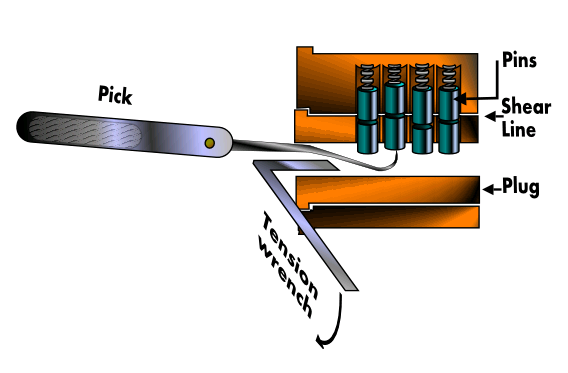 Pick
Pins
Shear
Line
Plug
Tension
wrench